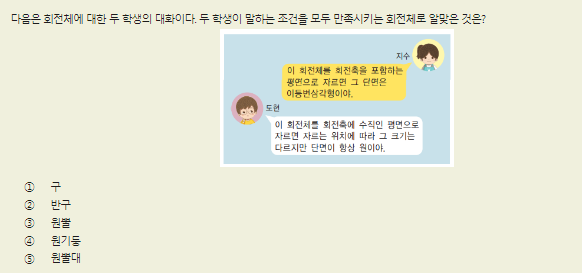 다음은 회전체에 대한 두 학생의 대화이다. 두 학생이 말하는 조건을 모두 만족시키는 회전체로 알맞은 것은?
지수
이 회전체를 회전축을 포함하는
평면으로 자르면 그 단면은
이등변삼각형이야.
도현
이 회전체를 회전축에 수직인 평면으로
자르면 자르는 위치에 따라 그 크기는
다르지만 단면이 항상 원이야.
① 구
② 반구
③ 원뿔
④ 원기둥
⑤ 원뿔대